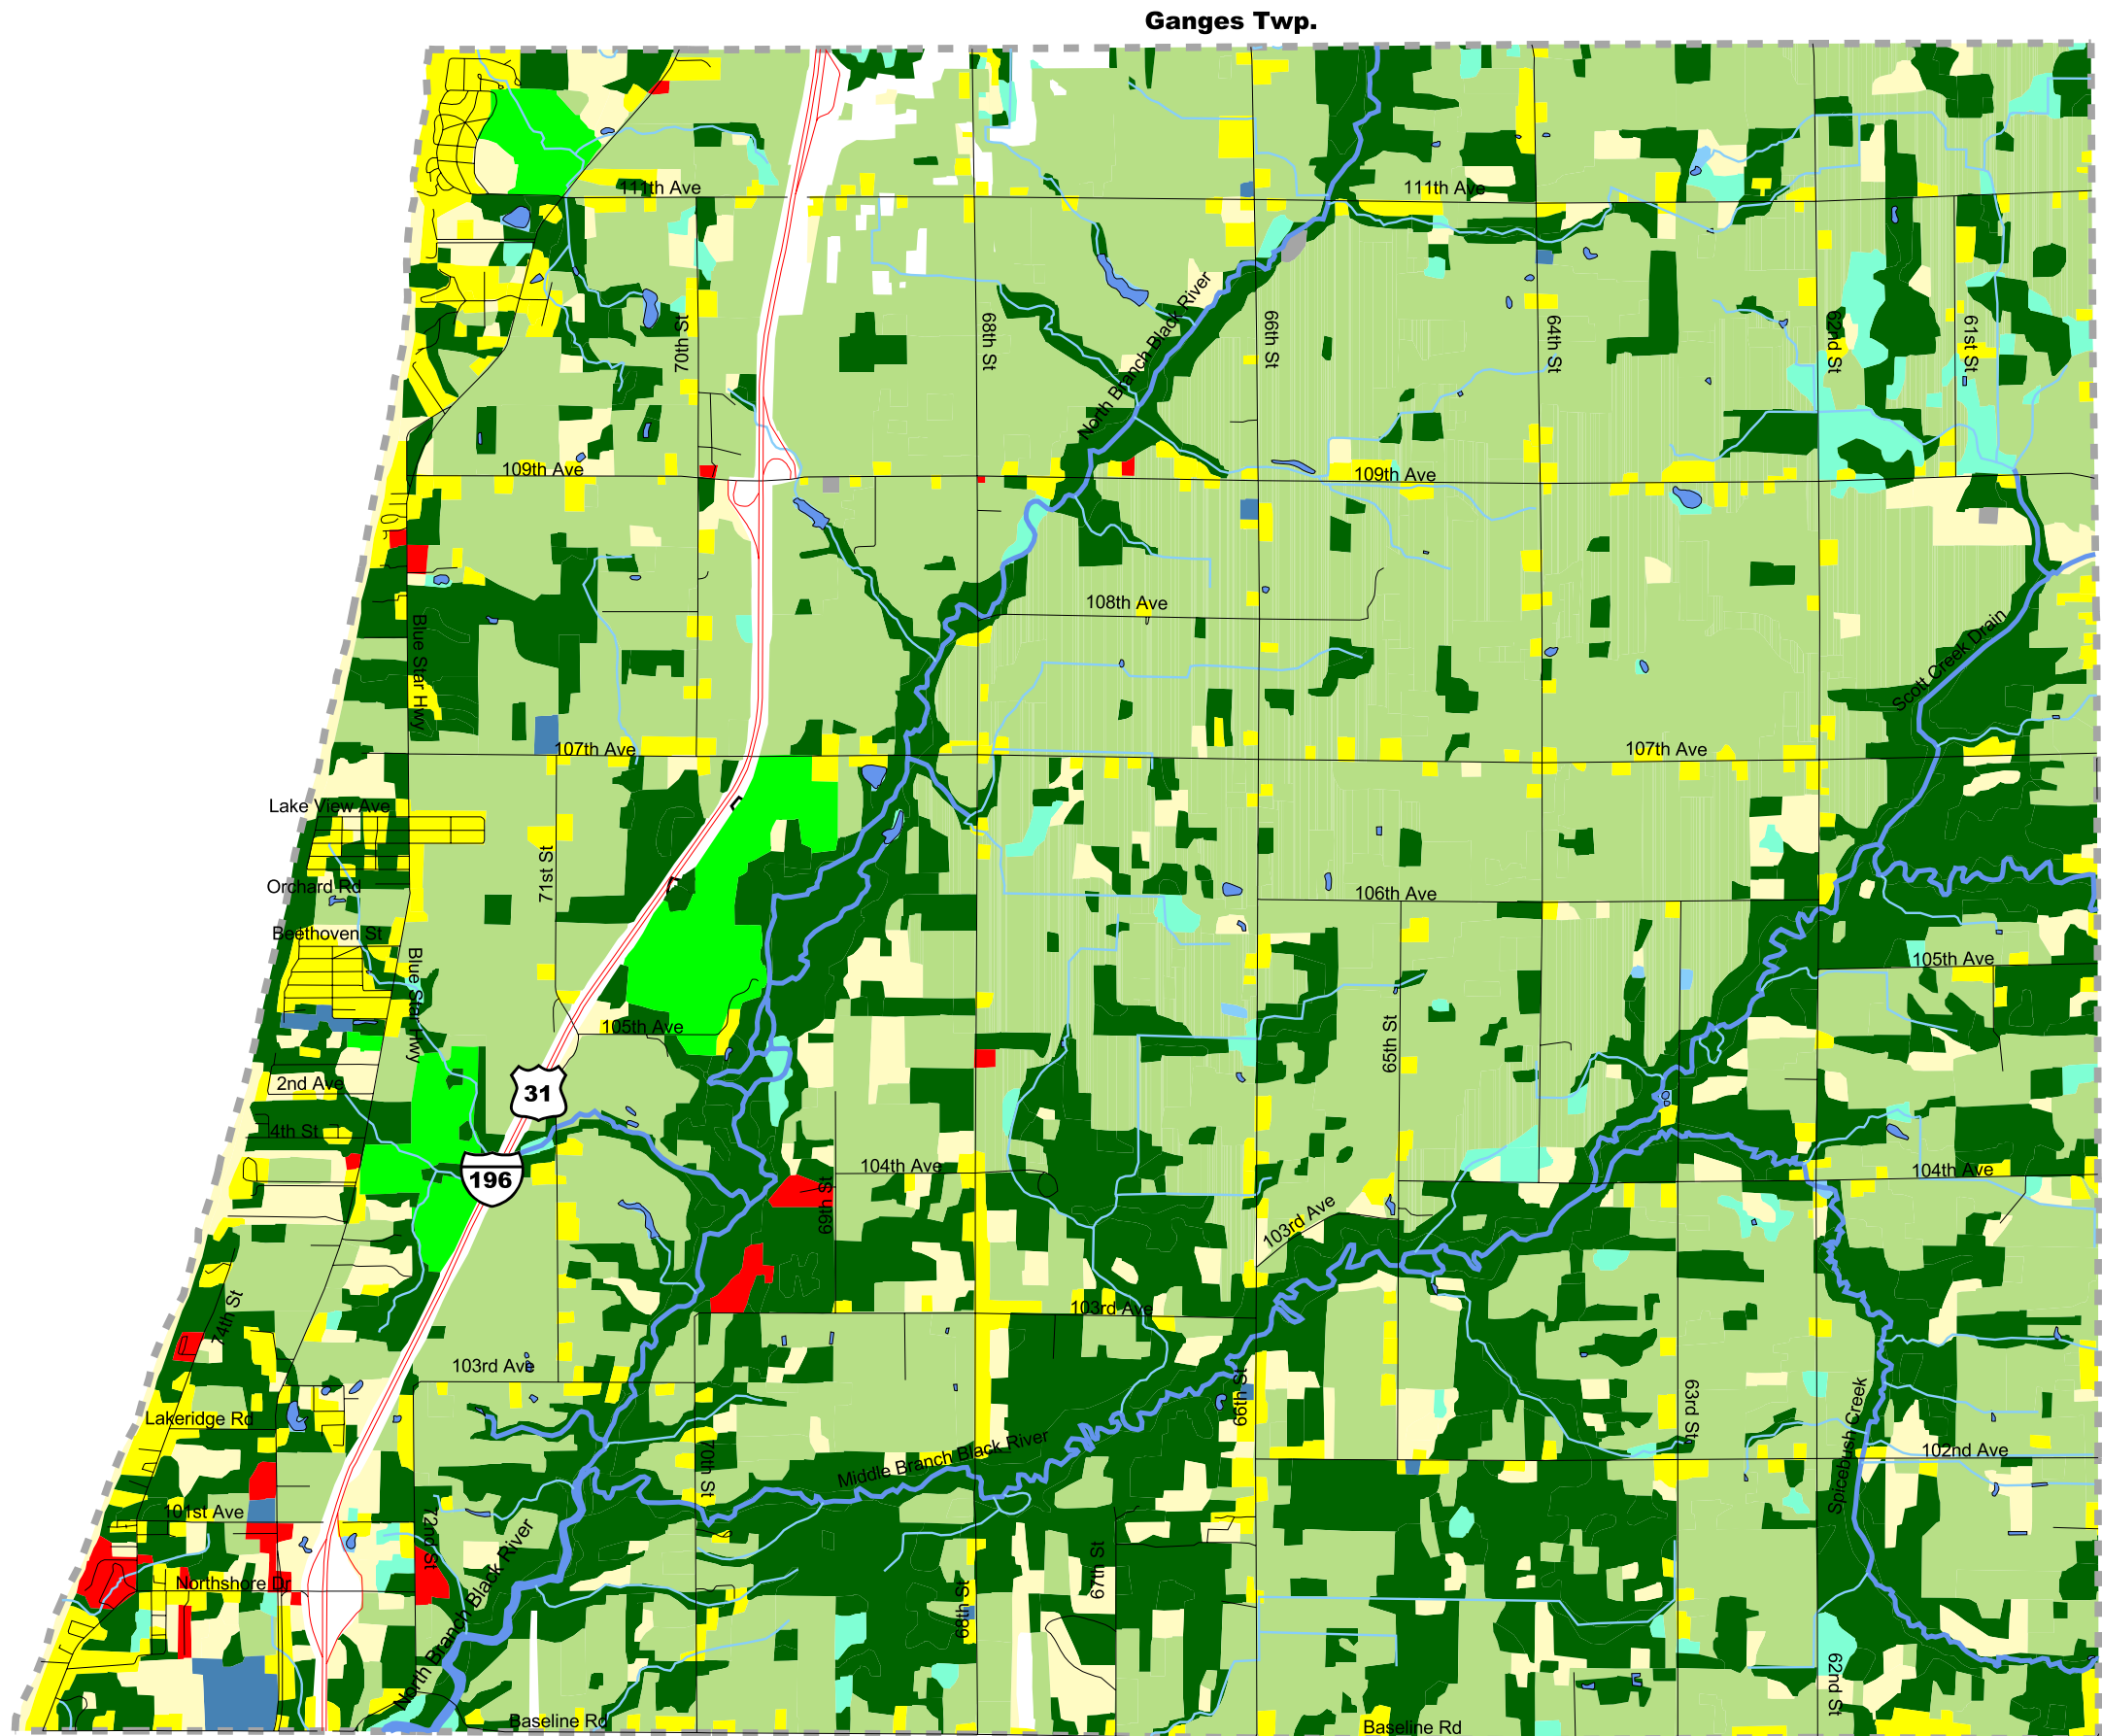 Ganges Twp.
111th Ave
111th Ave
70th St
68th St
North Branch Black River
66th St
64th St
62nd St
61st St
109th Ave
109th Ave
108th Ave
Blue Star Hwy
Scott Creek Drain
107th Ave
107th Ave
Lake View Ave
71st St
Orchard Rd
106th Ave
Beethoven St
Blue Star Hwy
105th Ave
105th Ave
65th St
2nd Ave
31
4th St
196
104th Ave
104th Ave
69th St
103rd Ave
74th St
103rd Ave
103rd Ave
66th St
63rd St
Lakeridge Rd
Spicebush Creek
102nd Ave
70th St
Middle Branch Black River
101st Ave
72nd St
North Branch Black River
Northshore Dr
67th St
68th St
62nd St
Baseline Rd
Baseline Rd